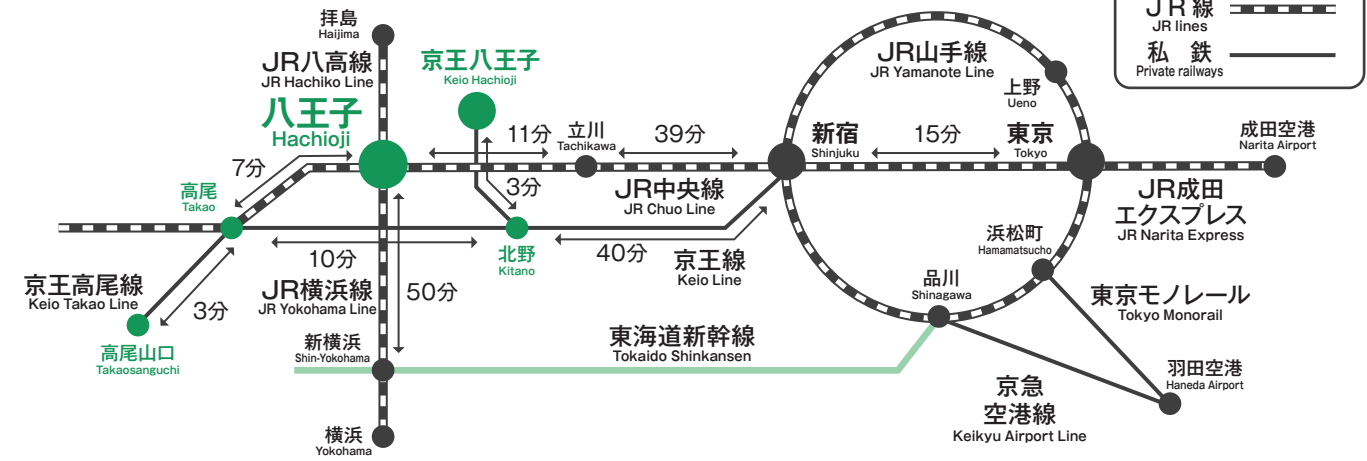 拝島
Haijima
JR八高線
JR Hachiko Line
京王八王子
Keio Hachioji
八王子
Hachioji
JR山手線
JR Yamanote Line
上野
Ueno
JR線
JR lines
私鉄
Private railways
11分
立川
Tachikawa
39分
新宿
Shinjuku
15分
東京
Tokyo
成田空港
Narita Airport
7分
高尾
Takao
3分
JR中央線
JR Chuo Line
JR成田
エクスプレス
JR Narita Express
10分
北野
Kitano
40分
京王線
Keio Line
浜松町
Hamamatsucho
京王高尾線
Keio Takao Line
3分
JR横浜線
JR Yokohama Line
50分
品川
Shinagawa
東京モノレール
Tokyo Monorail
高尾山口
Takaosanguchi
新横浜
Shin-Yokohama
東海道新幹線
Tokaido Shinkansen
京急
空港線
Keikyu Airport Line
羽田空港
Haneda Airport
横浜
Yokohama